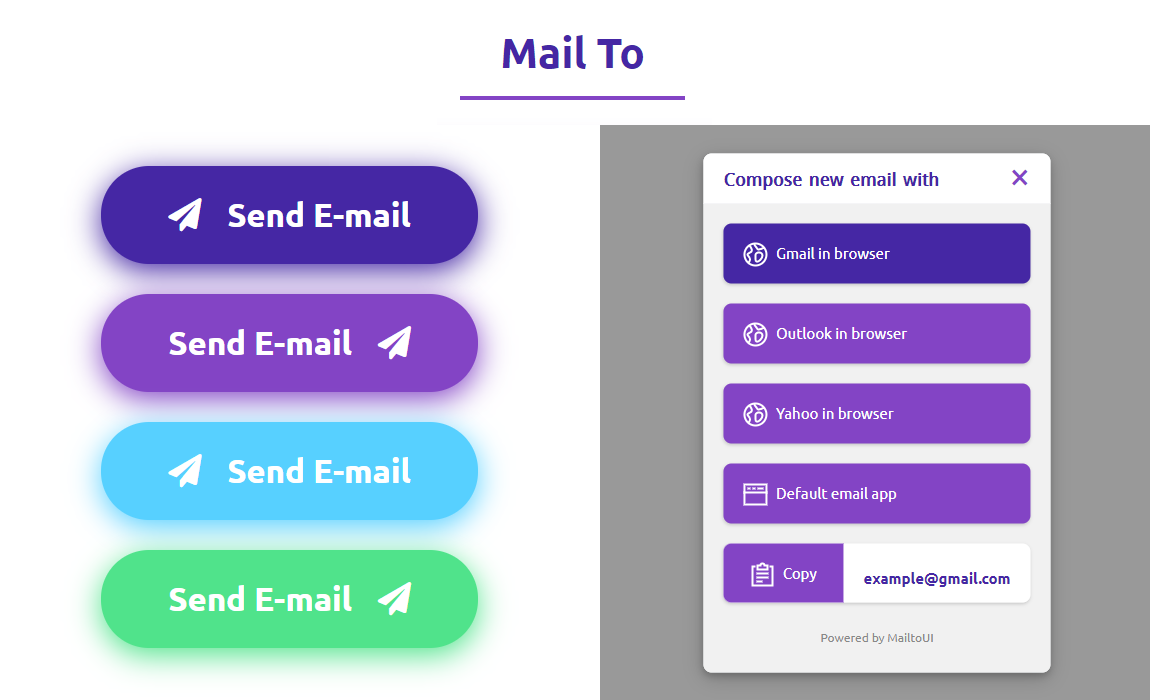 Mail To
Send E-mail
Send E-mail
Send E-mail
Send E-mail
Compose new email with
Gmail in browser
Outlook in browser
Yahoo in browser
Default email app
Copy
example@gmail.com
Powered by MailtoUI